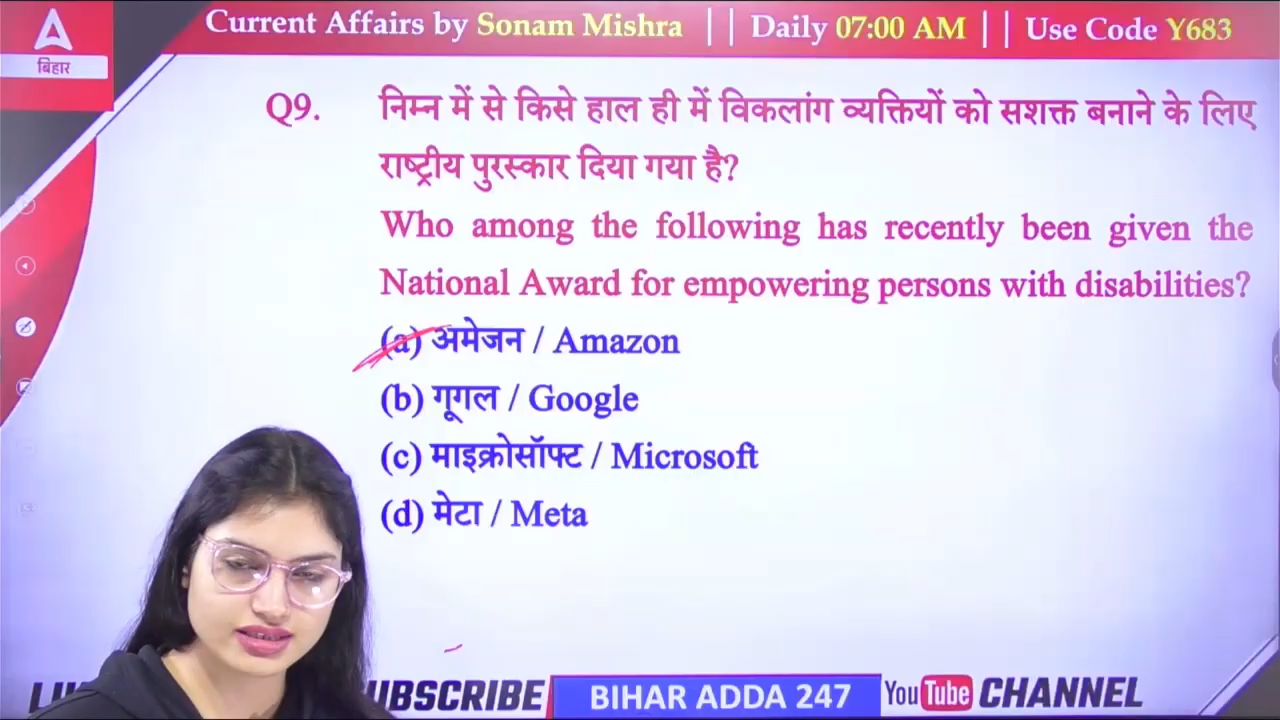 Current Affairs by Sonam Mishra || Daily 07:00 AM || Use Code Y683
बिहार
Q9. निम्न में से किसे हाल ही में विकलांग व्यक्तियों को सशक्त बनाने के लिए
राष्ट्रीय पुरस्कार दिया गया है?
Who among the following has recently been given the
National Award for empowering persons with disabilities?
(a) अमेजन / Amazon
(b) गूगल / Google
(c) माइक्रोसॉफ्ट / Microsoft
(d) मेटा / Meta
BIHAR ADDA 247 YouTube CHANNEL